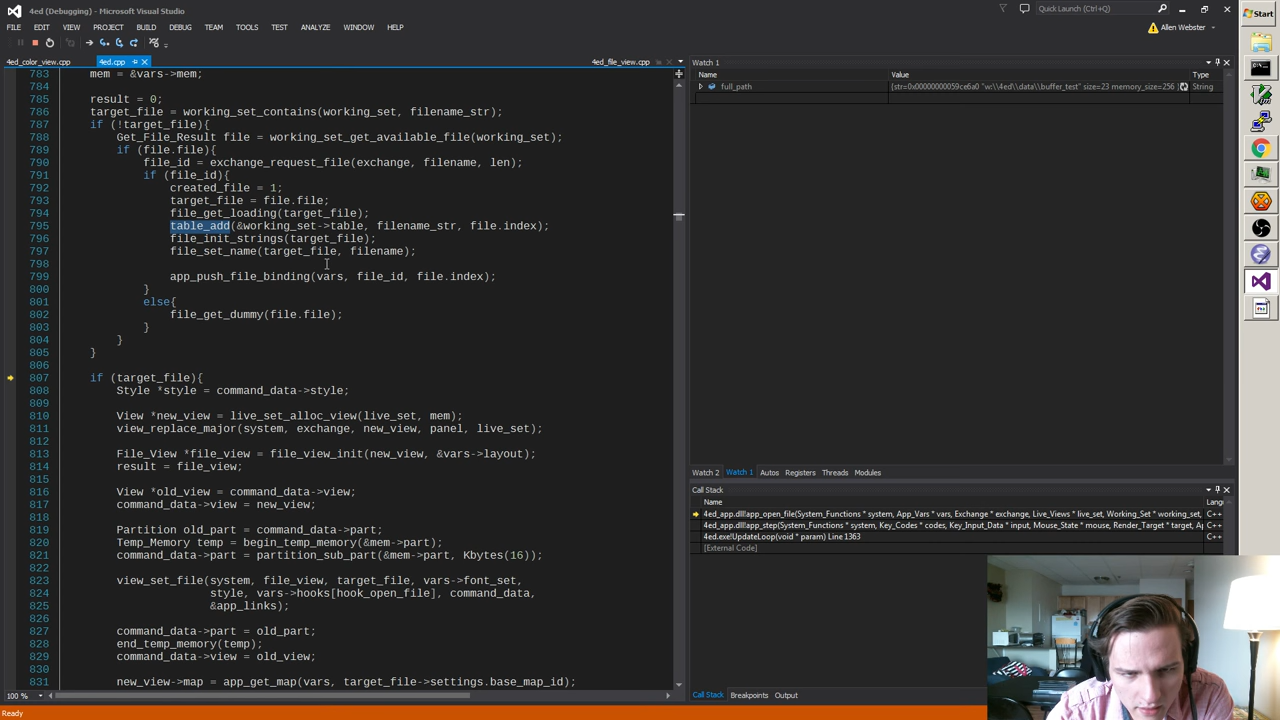 4ed (Debugging) - Microsoft Visual Studio
Quick Launch (Ctrl+Q)
Start
FILE EDIT VIEW PROJECT BUILD DEBUG TEAM TOOLS TEST ANALYZE WINDOW HELP
Allen Webster
4ed_color_view.cpp 4ed.cpp 4ed_file_view.cpp
783 mem = &vars->mem;
784
785 result = 0;
786 target_file = working_set_contains(working_set, filename_str);
787 if (!target_file){
788 Get_File_Result file = working_set_get_available_file(working_set);
789 if (file.file){
790 file_id = exchange_request_file(exchange, filename, len);
791 if (file_id){
792 created_file = 1;
793 target_file = file.file;
794 file_get_loading(target_file);
795 table_add(&working_set->table, filename_str, file.index);
796 file_init_strings(target_file);
797 file_set_name(target_file, filename);
798
799 app_push_file_binding(vars, file_id, file.index);
800 }
801 else{
802 file_get_dummy(file.file);
803 }
804 }
805 }
806
807 if (target_file){
808 Style *style = command_data->style;
809
810 View *new_view = live_set_alloc_view(live_set, mem);
811 view_replace_major(system, exchange, new_view, panel, live_set);
812
813 File_View *file_view = file_view_init(new_view, &vars->layout);
814 result = file_view;
815
816 View *old_view = command_data->view;
817 command_data->view = new_view;
818
819 Partition old_part = command_data->part;
820 Temp_Memory temp = begin_temp_memory(&mem->part);
821 command_data->part = partition_sub_part(&mem->part, Kbytes(16));
822
823 view_set_file(system, file_view, target_file, vars->font_set,
824 style, vars->hooks[hook_open_file], command_data,
825 &app_links);
826
827 command_data->part = old_part;
828 end_temp_memory(temp);
829 command_data->view = old_view;
830
831 new_view->map = app_get_map(vars, target_file->settings.base_map_id);
100 %
Watch 1
Name Value Type
full_path {str=0x00000000059ce6a0 "w:\\4ed\\data\\buffer_test" size=23 memory_size=256 String
Watch 2 Watch 1 Autos Registers Threads Modules
Call Stack
Name Lang
4ed_app.dll!app_open_file(System_Functions * system, App_Vars * vars, Exchange * exchange, Live_Views * live_set, Working_Set * working_set, C++
4ed_app.dll!app_step(System_Functions * system, Key_Codes * codes, Key_Input_Data * input, Mouse_State * mouse, Render_Target * target, C++
4ed.exe!UpdateLoop(void * param) Line 1363 C++
[External Code]
Call Stack Breakpoints Output
Ready